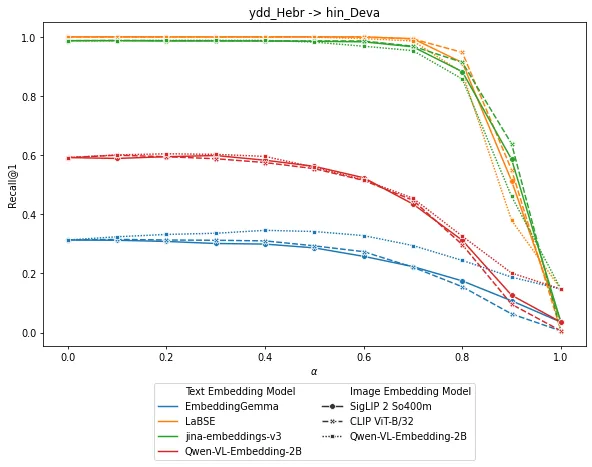 ydd_Hebr -> hin_Deva
Recall@1
1.0
0.8
0.6
0.4
0.2
0.0
0.0 0.2 0.4 0.6 0.8 1.0
α
Text Embedding Model Image Embedding Model
EmbeddingGemma SigLIP 2 So400m
LaBSE CLIP ViT-B/32
jina-embeddings-v3 Qwen-VL-Embedding-2B
Qwen-VL-Embedding-2B